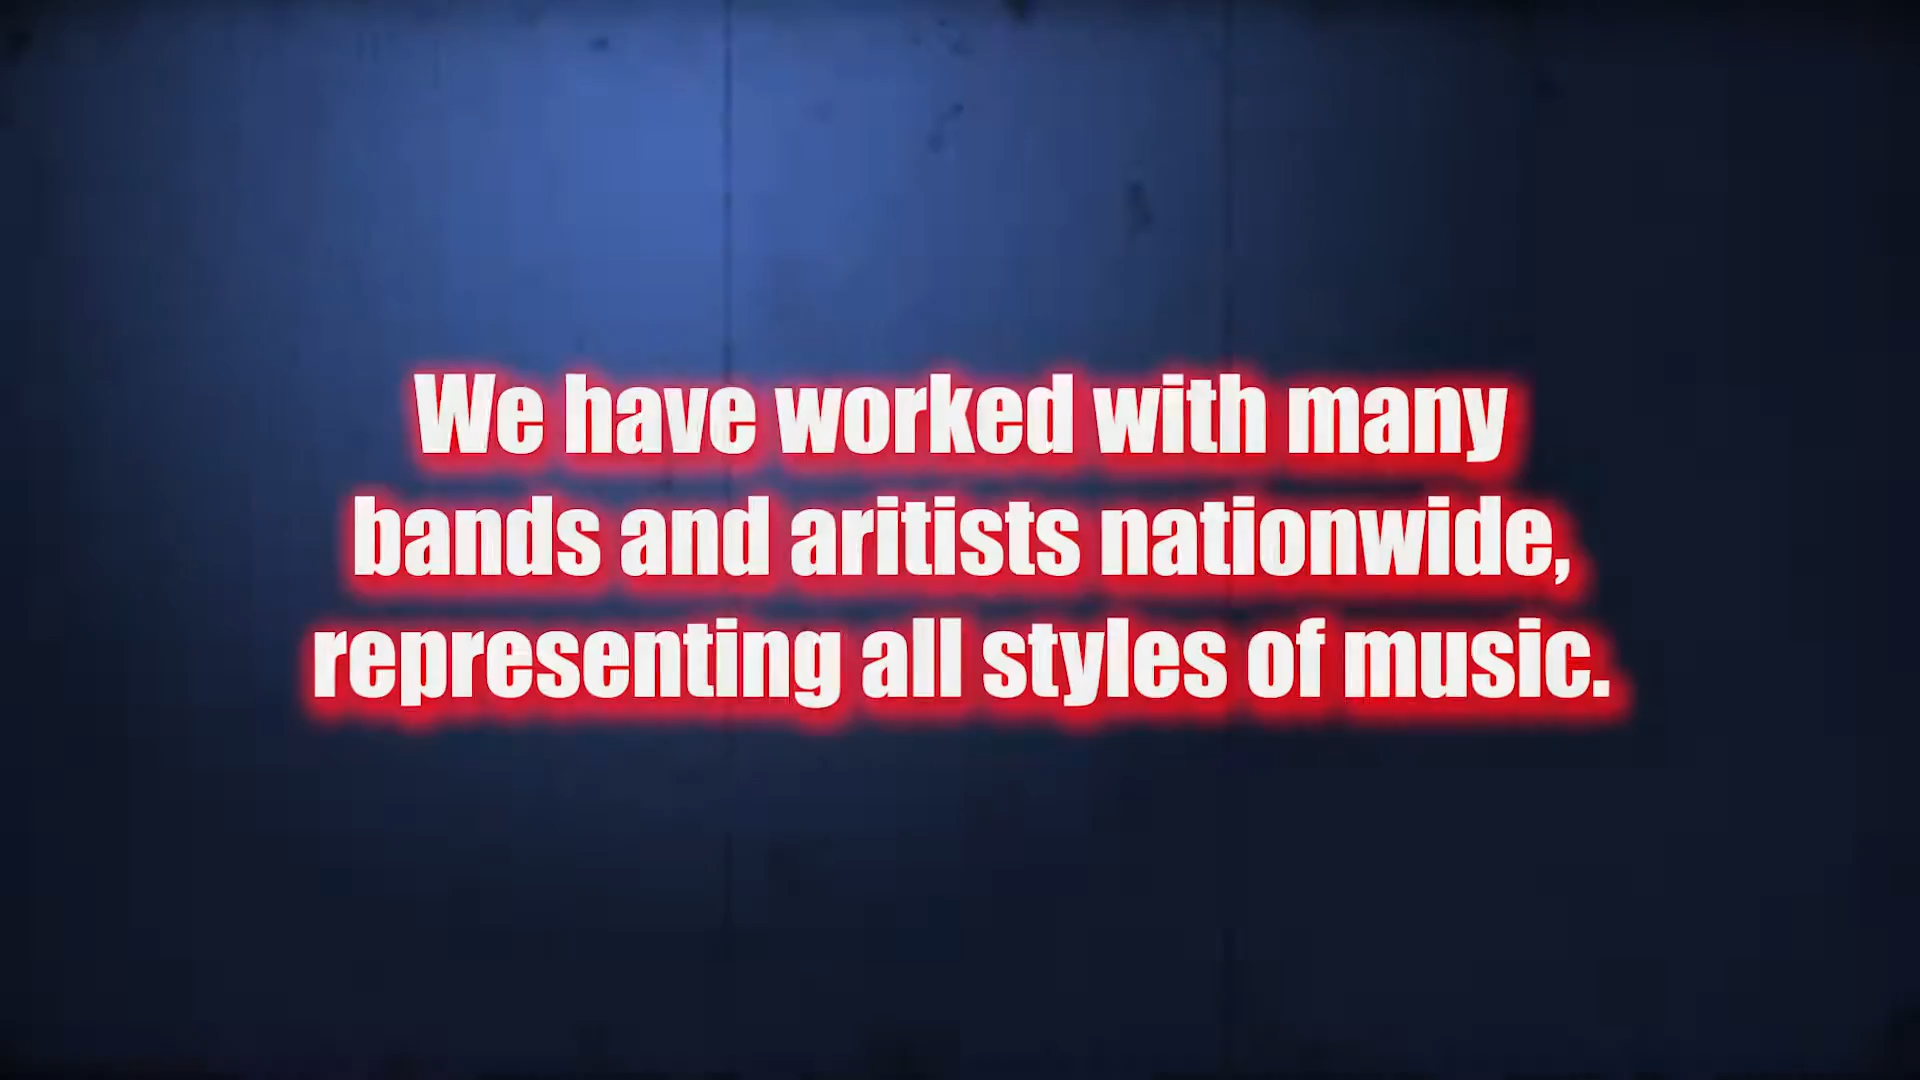 We have worked with many
bands and aritists nationwide,
representing all styles of music.